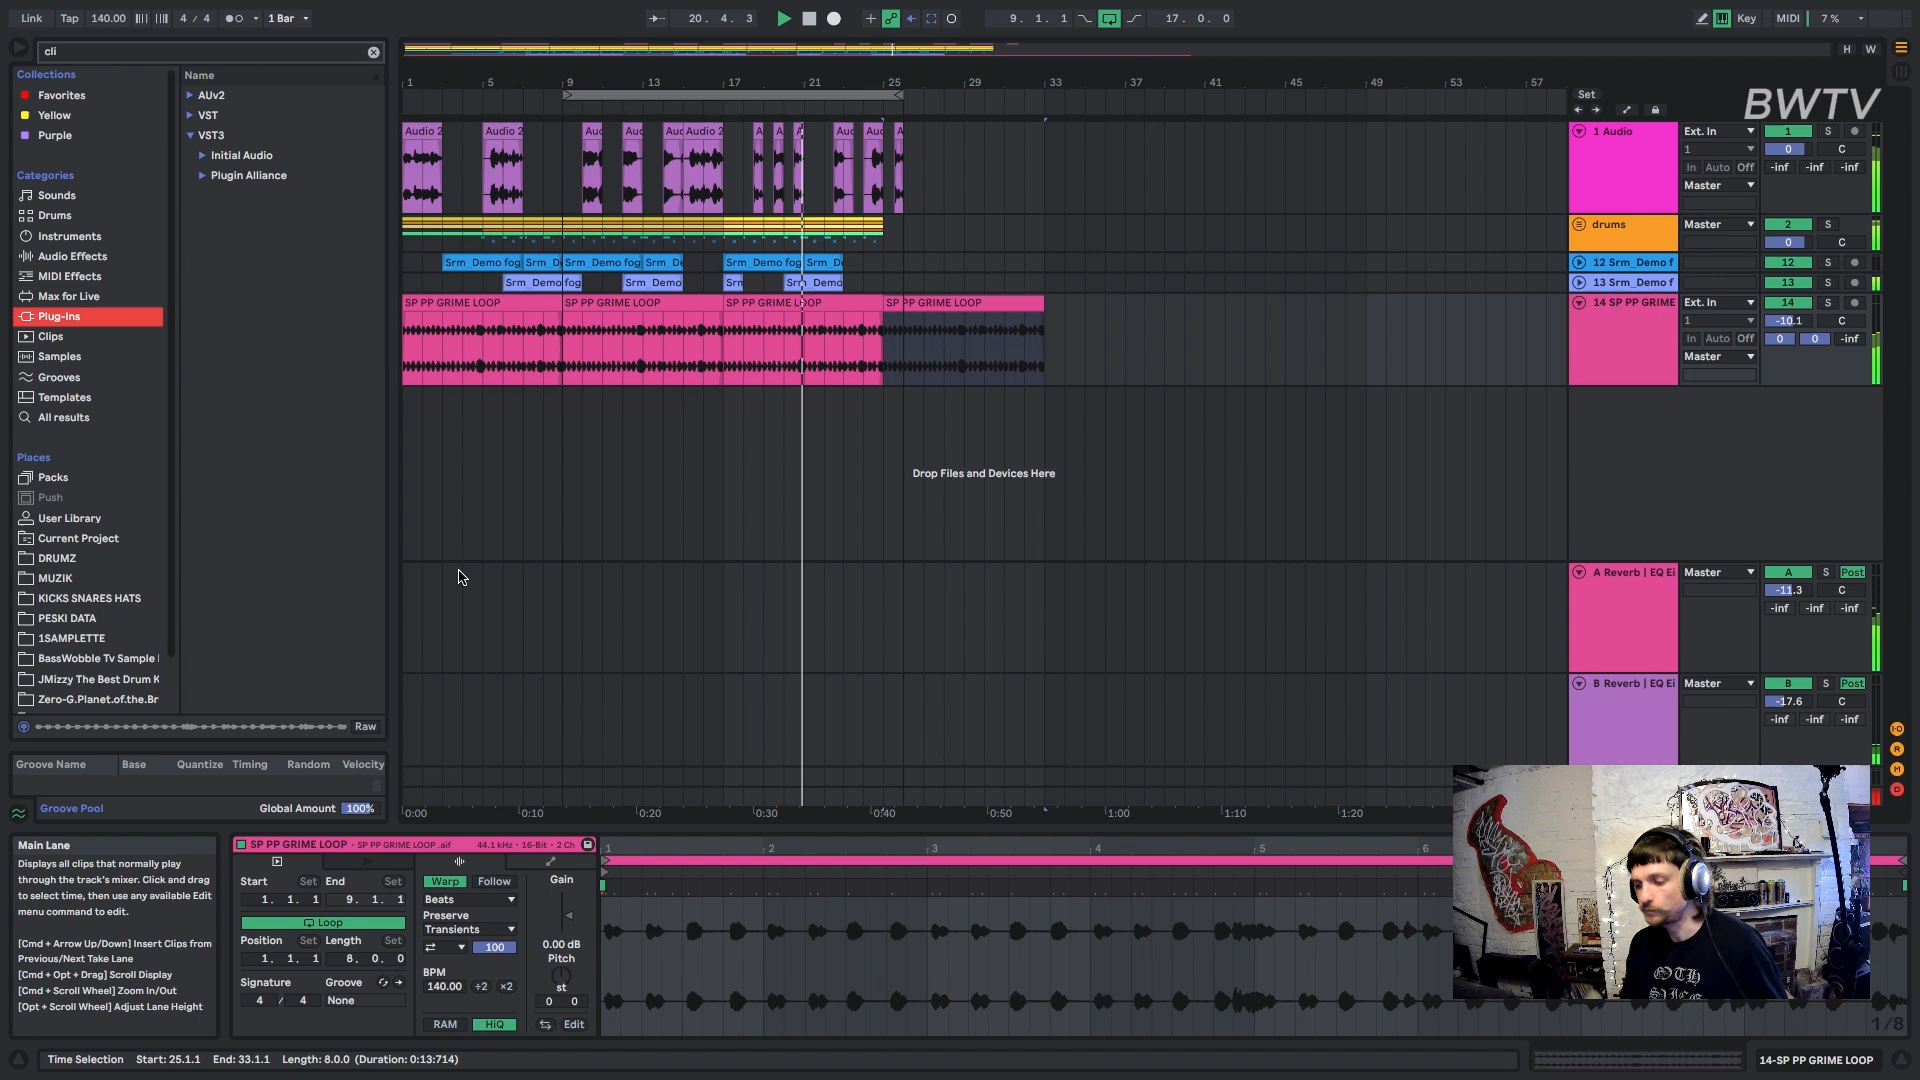 Link Tap 140.00 4 / 4 1 Bar
20. 4. 3
9. 1. 1 17. 0. 0
Key MIDI 7 %
cli
H W
Collections
Favorites
Yellow
Purple
Categories
Sounds
Drums
Instruments
Audio Effects
MIDI Effects
Max for Live
Plug-Ins
Clips
Samples
Grooves
Templates
All results
Places
Packs
Push
User Library
Current Project
DRUMZ
MUZIK
KICKS SNARES HATS
PESKI DATA
1SAMPLETTE
BassWobble Tv Sample
JMizzy The Best Drum K
Zero-G.Planet.of.the.Br
Name
AUv2
VST
VST3
Initial Audio
Plugin Alliance
Raw
Groove Name Base Quantize Timing Random Velocity
Groove Pool Global Amount 100%
1 5 9 13 17 21 25 29 33 37 41 45 49 53 57
Set
BWTV
Audio 2 Audio 2 Aud Aud Aud Audio 2 A A A Aud Aud A
Srm_Demo fog Srm_De Srm_Demo fog Srm_De Srm_Demo fog Srm_De
Srm_Demo fog Srm_Demo Srm Srm_Demo
SP PP GRIME LOOP SP PP GRIME LOOP SP PP GRIME LOOP SP PP GRIME LOOP
Drop Files and Devices Here
0:00 0:10 0:20 0:30 0:40 0:50 1:00 1:10 1:20
1 Audio Ext. In 1 S
1 0 C
In Auto Off -inf -inf -inf
Master
drums Master 2 S
0 C
12 Srm_Demo f 12 S
13 Srm_Demo f 13 S
14 SP PP GRIME Ext. In 14 S
1 -10.1 C
In Auto Off 0 0 -inf
Master
A Reverb | EQ Ei Master A S Post
-11.3 C
-inf -inf -inf
B Reverb | EQ Ei Master B S Post
-17.6 C
-inf -inf -inf
I·O
R
M
D
Main Lane
Displays all clips that normally play
through the track's mixer. Click and drag
to select time, then use any available Edit
menu command to edit.
[Cmd + Arrow Up/Down] Insert Clips from
Previous/Next Take Lane
[Cmd + Opt + Drag] Scroll Display
[Cmd + Scroll Wheel] Zoom In/Out
[Opt + Scroll Wheel] Adjust Lane Height
SP PP GRIME LOOP · SP PP GRIME LOOP .aif 44.1 kHz · 16-Bit · 2 Ch
Start Set End Set
1. 1. 1 9. 1. 1
Loop
Position Set Length Set
1. 1. 1 8. 0. 0
Signature Groove
4 / 4 None
Warp Follow
Beats
Preserve
Transients
100
BPM
140.00 ÷2 ×2
RAM HiQ
Gain
0.00 dB
Pitch
st
0 0
Edit
1 2 3 4 5 6
1/8
Time Selection Start: 25.1.1 End: 33.1.1 Length: 8.0.0 (Duration: 0:13:714)
14-SP PP GRIME LOOP